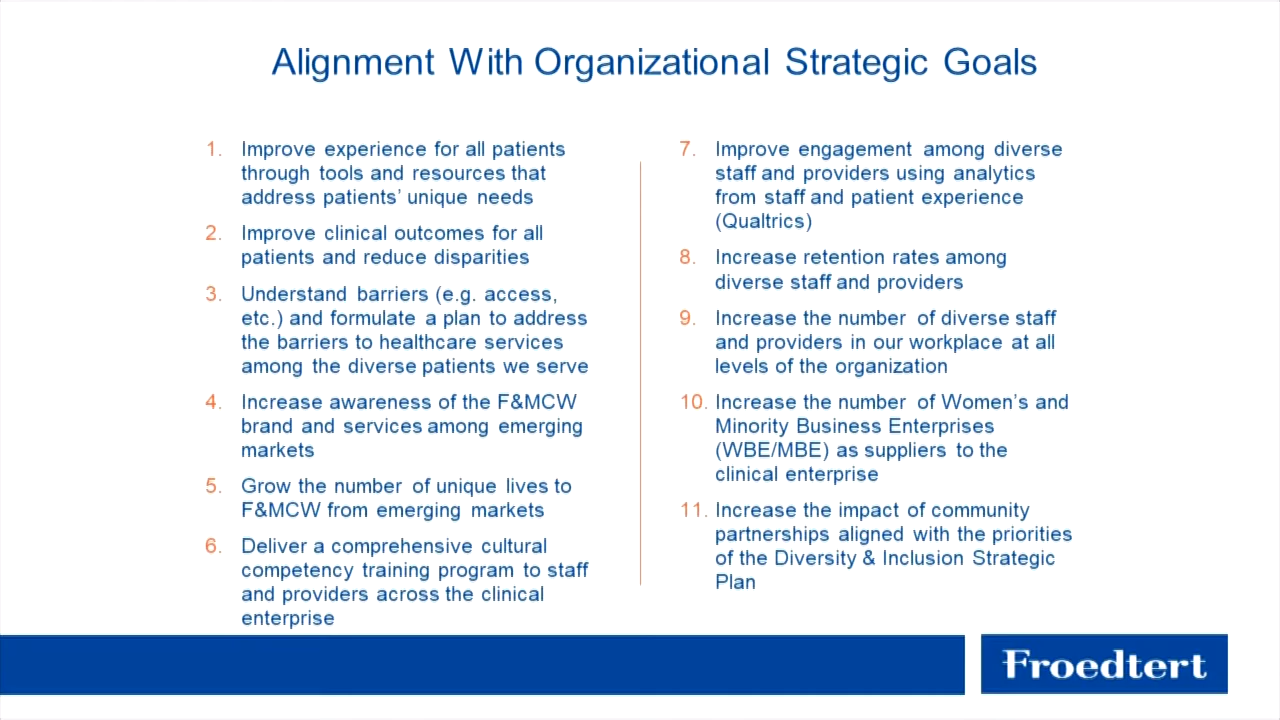 Alignment With Organizational Strategic Goals
1. Improve experience for all patients
through tools and resources that
address patients’ unique needs
2. Improve clinical outcomes for all
patients and reduce disparities
3. Understand barriers (e.g. access,
etc.) and formulate a plan to address
the barriers to healthcare services
among the diverse patients we serve
4. Increase awareness of the F&MCW
brand and services among emerging
markets
5. Grow the number of unique lives to
F&MCW from emerging markets
6. Deliver a comprehensive cultural
competency training program to staff
and providers across the clinical
enterprise
7. Improve engagement among diverse
staff and providers using analytics
from staff and patient experience
(Qualtrics)
8. Increase retention rates among
diverse staff and providers
9. Increase the number of diverse staff
and providers in our workplace at all
levels of the organization
10. Increase the number of Women’s and
Minority Business Enterprises
(WBE/MBE) as suppliers to the
clinical enterprise
11. Increase the impact of community
partnerships aligned with the priorities
of the Diversity & Inclusion Strategic
Plan
Froedtert